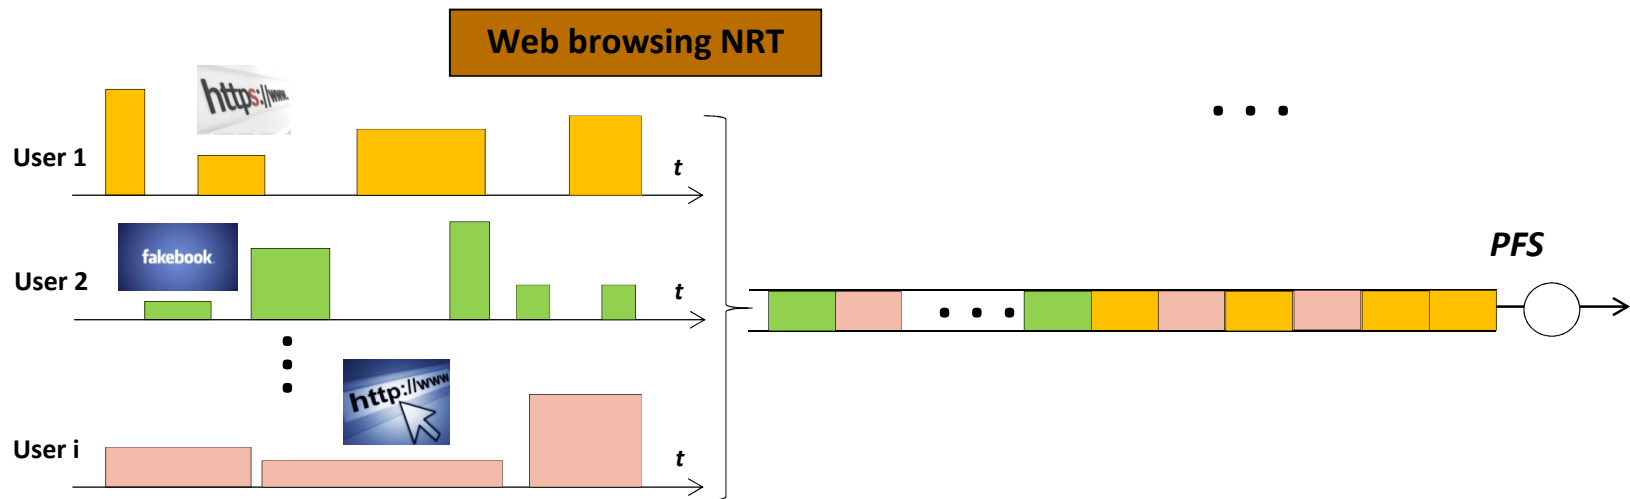 Web browsing NRT
https://www.
User 1
t
fakebook
User 2
t
PFS
http://www
User i
t